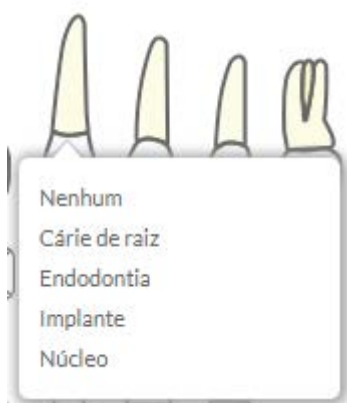 Nenhum
Cárie de raiz
Endodontia
Implante
Núcleo